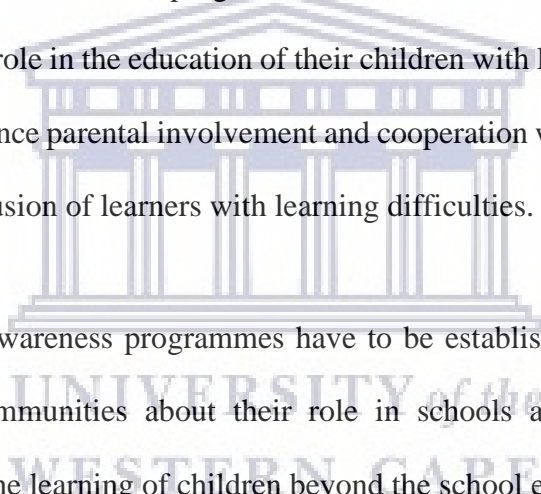 role in the education of their children with
nce parental involvement and cooperation
usion of learners with learning difficulties.
wareness programmes have to be establis
UNIVERSITY of the
mmunities about their role in schools a
WESTERN CAPE
he learning of children beyond the school e